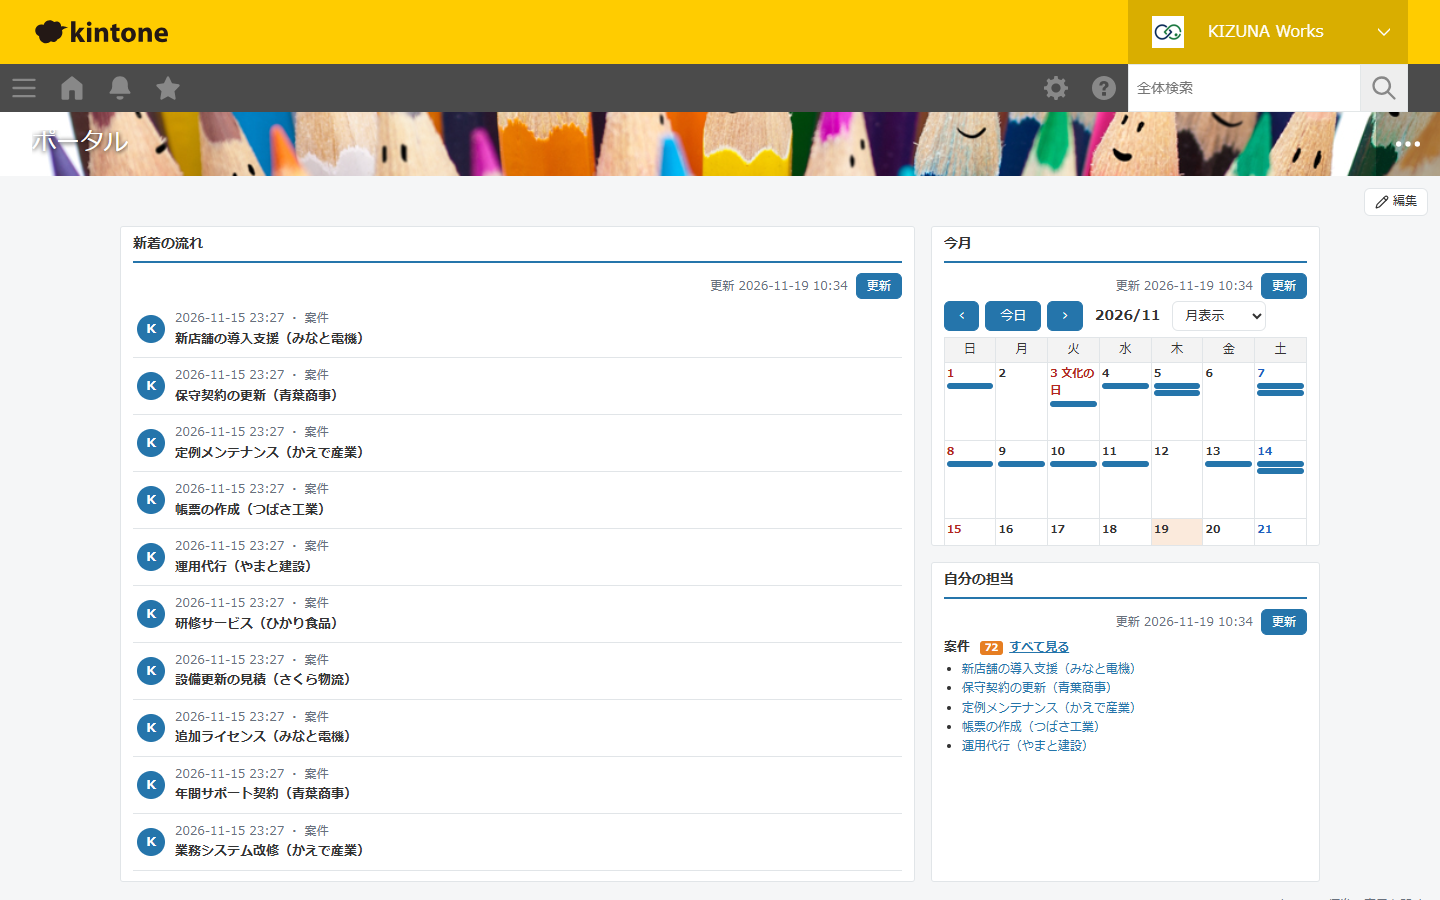 kintone
KIZUNA Works
全体検索
ポータル
編集
新着の流れ
更新 2026-11-19 10:34 更新
K
2026-11-15 23:27 ・ 案件
新店舗の導入支援（みなと電機）
K
2026-11-15 23:27 ・ 案件
保守契約の更新（青葉商事）
K
2026-11-15 23:27 ・ 案件
定例メンテナンス（かえで産業）
K
2026-11-15 23:27 ・ 案件
帳票の作成（つばさ工業）
K
2026-11-15 23:27 ・ 案件
運用代行（やまと建設）
K
2026-11-15 23:27 ・ 案件
研修サービス（ひかり食品）
K
2026-11-15 23:27 ・ 案件
設備更新の見積（さくら物流）
K
2026-11-15 23:27 ・ 案件
追加ライセンス（みなと電機）
K
2026-11-15 23:27 ・ 案件
年間サポート契約（青葉商事）
K
2026-11-15 23:27 ・ 案件
業務システム改修（かえで産業）
今月
更新 2026-11-19 10:34 更新
‹ 今日 › 2026/11 月表示
日 月 火 水 木 金 土
1 2 3 文化の日 4 5 6 7
8 9 10 11 12 13 14
15 16 17 18 19 20 21
自分の担当
更新 2026-11-19 10:34 更新
案件 72 すべて見る
新店舗の導入支援（みなと電機）
保守契約の更新（青葉商事）
定例メンテナンス（かえで産業）
帳票の作成（つばさ工業）
運用代行（やまと建設）